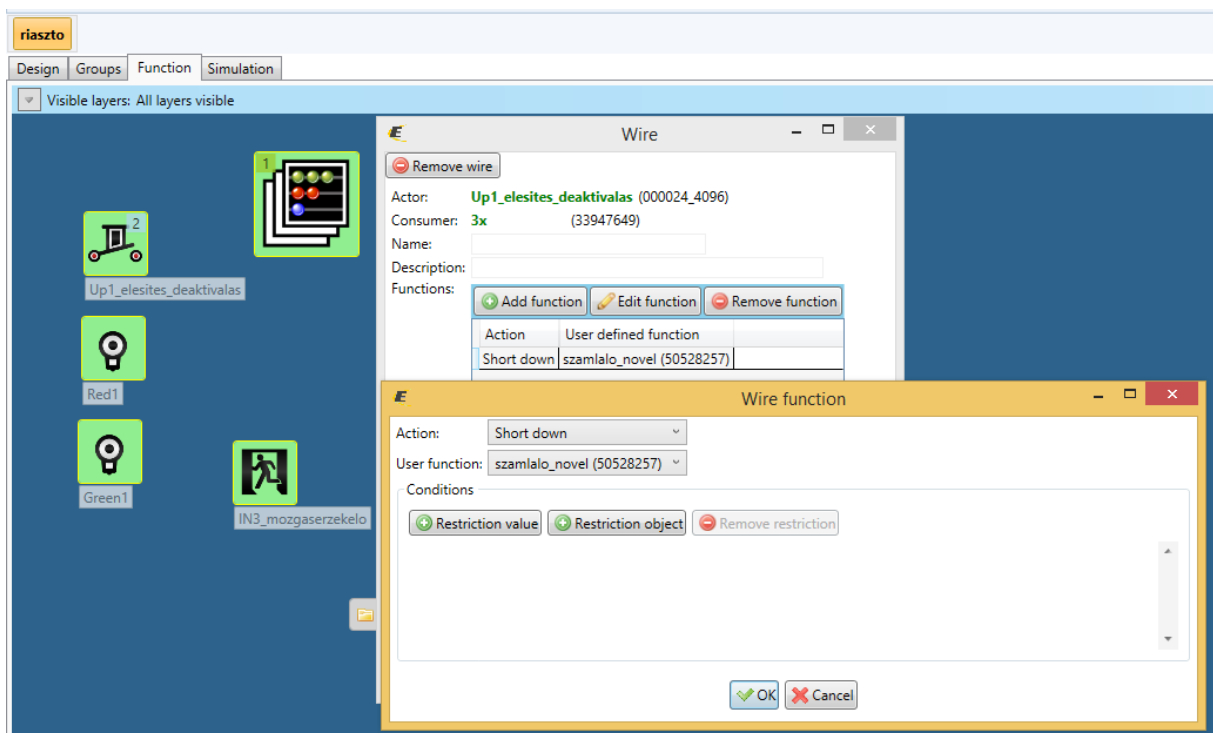 riaszto
Design Groups Function Simulation
Visible layers: All layers visible
1
2
Up1_elesites_deaktivalas
Red1
Green1
IN3_mozgaserzekelo
E Wire
Remove wire
Actor: Up1_elesites_deaktivalas (000024_4096)
Consumer: 3x (33947649)
Name:
Description:
Functions:
Add function Edit function Remove function
Action User defined function
Short down szamlalo_novel (50528257)
E Wire function
Action: Short down
User function: szamlalo_novel (50528257)
Conditions
Restriction value Restriction object Remove restriction
OK Cancel